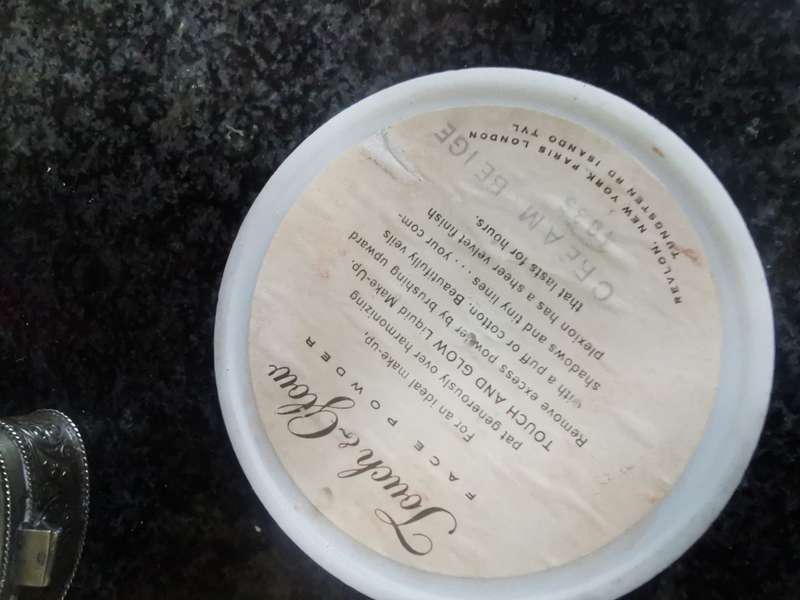 Touch & Glow
FACE POWDER
For an ideal make-up,
pat generously over harmonizing
TOUCH AND GLOW Liquid Make-Up.
Remove excess powder by brushing upward
with a puff or cotton. Beautifully veils
shadows and tiny lines . . . your com-
plexion has a sheer velvet finish
that lasts for hours.
CREAM BEIGE
REVLON, NEW YORK PARIS LONDON
TUNGSTEN RD ISANDO TVL